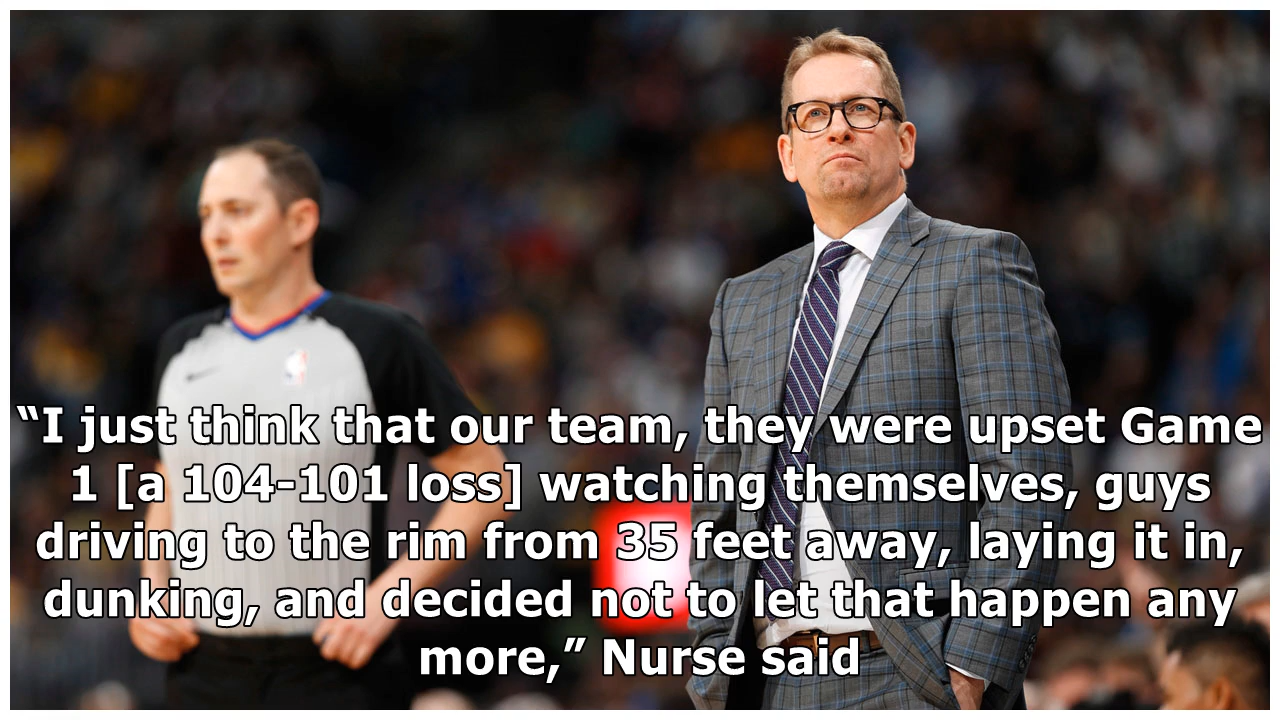 “I just think that our team, they were upset Game
1 [a 104-101 loss] watching themselves, guys
driving to the rim from 35 feet away, laying it in,
dunking, and decided not to let that happen any
more,” Nurse said